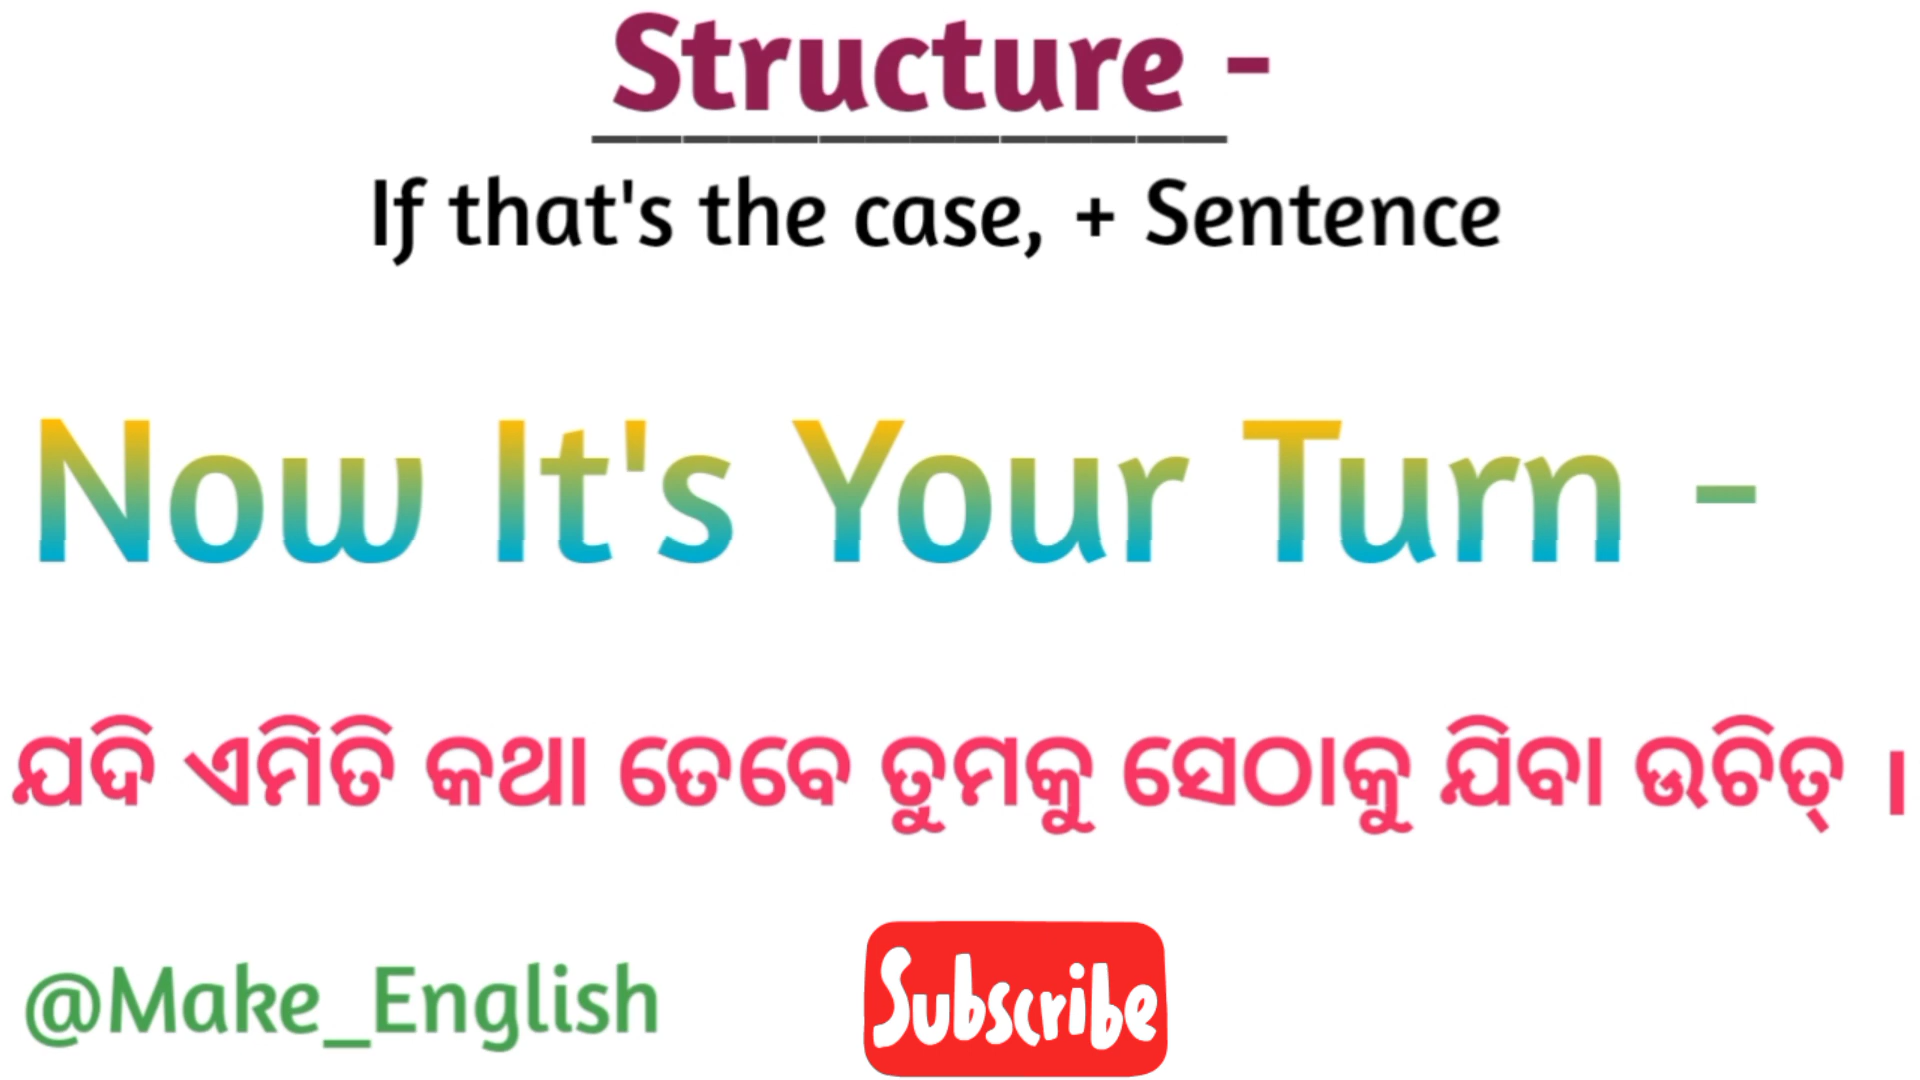 Structure -
If that's the case, + Sentence
Now It's Your Turn -
ଯଦି ଏମିତି କଥା ତେବେ ତୁମକୁ ସେଠାକୁ ଯିବା ଉଚିତ୍ ।
@Make_English
Subscribe